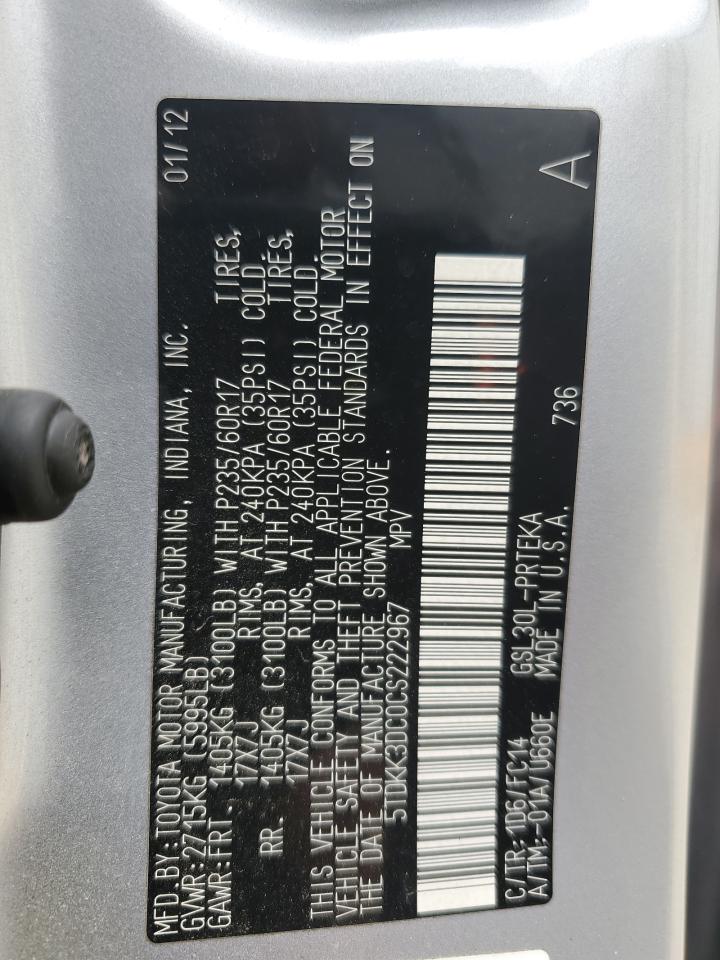 MFD.BY:TOYOTA MOTOR MANUFACTURING, INDIANA, INC. 01/12
GVWR:2715KG (5995LB)
GAWR:FRT. 1405KG (3100LB) WITH P235/60R17 TIRES,
17X7J RIMS, AT 240KPA (35PSI) COLD.
RR. 1405KG (3100LB) WITH P235/60R17 TIRES,
17X7J RIMS, AT 240KPA (35PSI) COLD.
THIS VEHICLE CONFORMS TO ALL APPLICABLE FEDERAL MOTOR
VEHICLE SAFETY AND THEFT PREVENTION STANDARDS IN EFFECT ON
THE DATE OF MANUFACTURE SHOWN ABOVE.
5TDKK3DC0CS222967 MPV
C/TR:1D6/FC14 GSL30L-PRTEKA
A/TM:-01A/U660E MADE IN U.S.A. 736 A